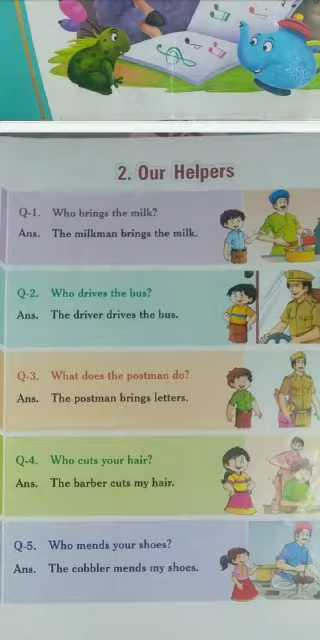 2. Our Helpers
Q-1. Who brings the milk?
Ans. The milkman brings the milk.
Q-2. Who drives the bus?
Ans. The driver drives the bus.
Q-3. What does the postman do?
Ans. The postman brings letters.
Q-4. Who cuts your hair?
Ans. The barber cuts my hair.
Q-5. Who mends your shoes?
Ans. The cobbler mends my shoes.